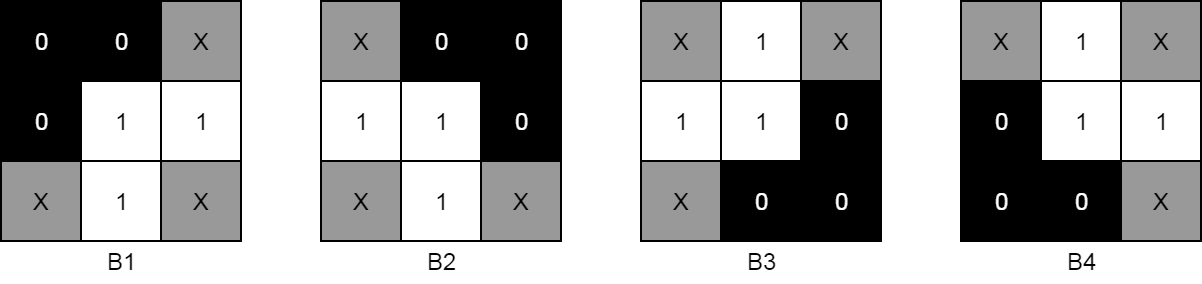 0 0 X X 0 0 X 1 X X 1 X
0 1 1 1 1 0 1 1 0 0 1 1
X 1 X X 1 X X 0 0 0 0 X
B1 B2 B3 B4